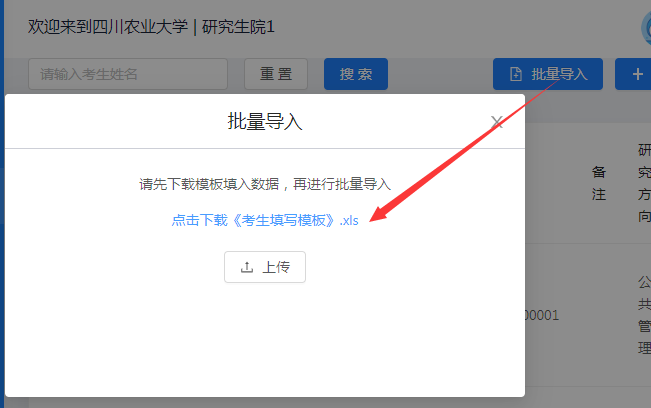 欢迎来到四川农业大学 | 研究生院1
请输入考生姓名
重 置
搜 索
批量导入
+
批量导入
X
请先下载模板填入数据，再进行批量导入
点击下载《考生填写模板》.xls
上传
备
注
研
究
方
向
00001
公
共
管
理